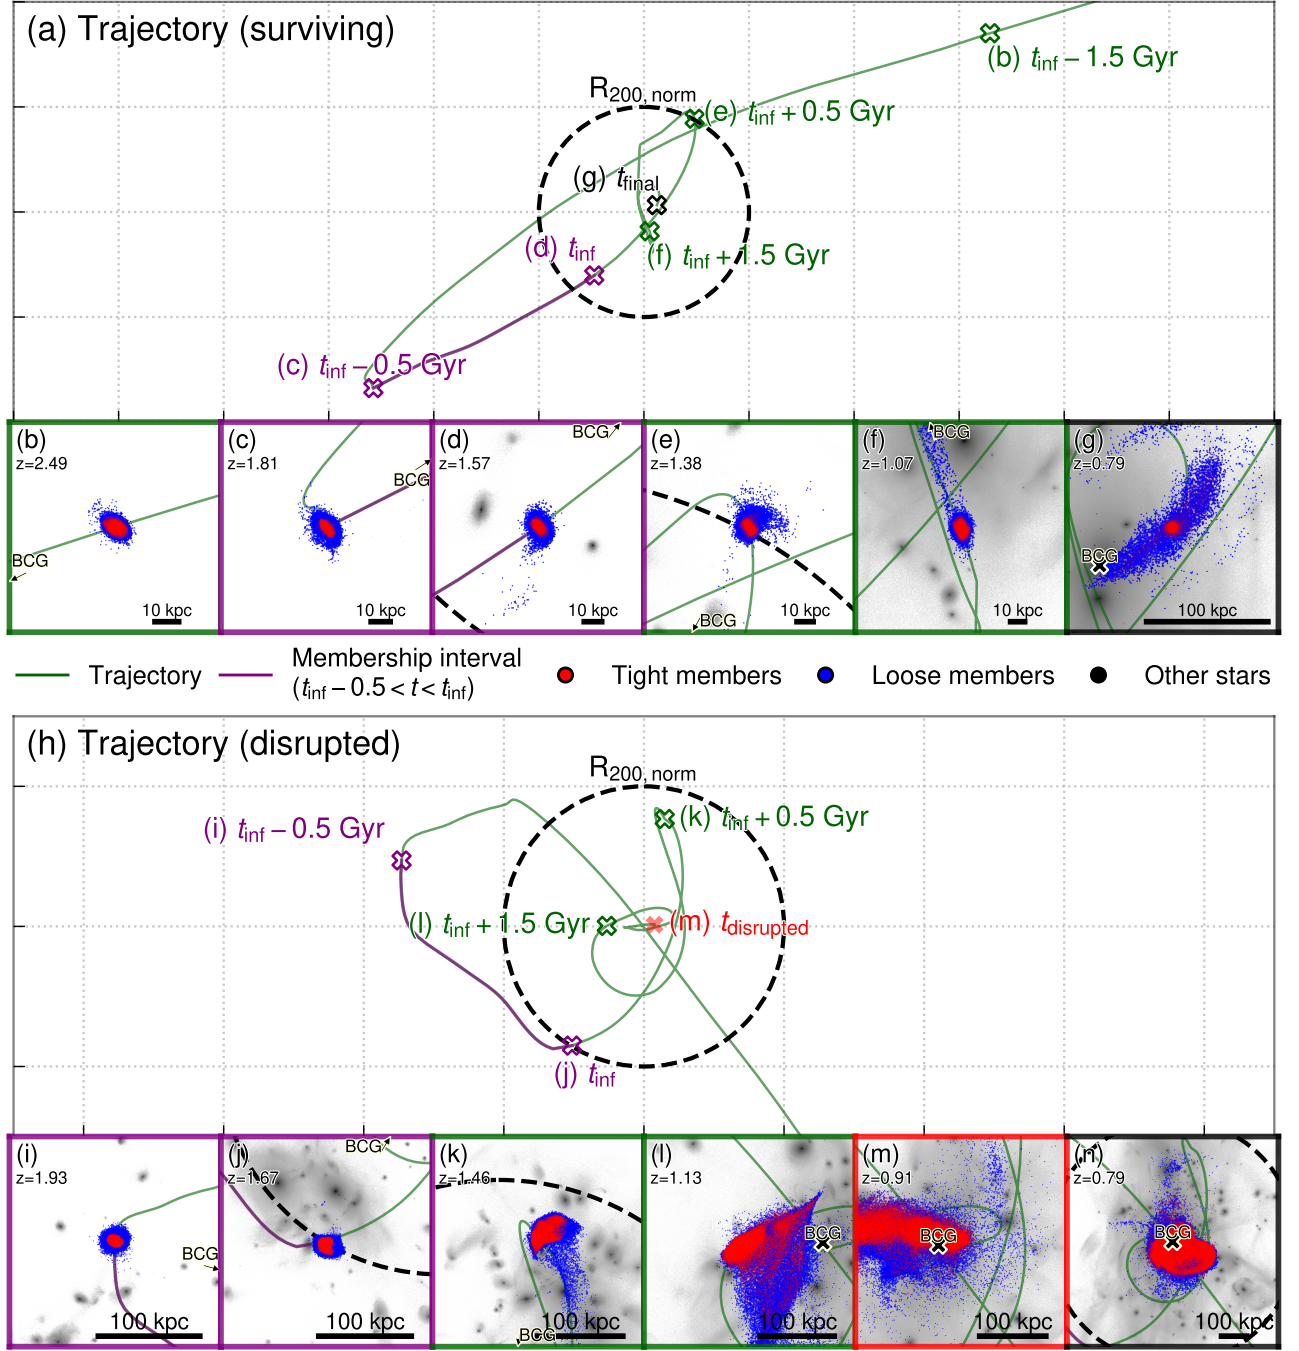 (a) Trajectory (surviving)
(b) t_inf − 1.5 Gyr
R_200, norm
(e) t_inf + 0.5 Gyr
(g) t_final
(d) t_inf
(f) t_inf + 1.5 Gyr
(c) t_inf − 0.5 Gyr
(b)
z=2.49
BCG
10 kpc
(c)
z=1.81
BCG
10 kpc
(d)
z=1.57
BCG
10 kpc
(e)
z=1.38
BCG
10 kpc
(f)
z=1.07
BCG
10 kpc
(g)
z=0.79
BCG
100 kpc
Trajectory
Membership interval
(t_inf − 0.5 < t < t_inf)
Tight members
Loose members
Other stars
(h) Trajectory (disrupted)
R_200, norm
(i) t_inf − 0.5 Gyr
(k) t_inf + 0.5 Gyr
(l) t_inf + 1.5 Gyr
(m) t_disrupted
(j) t_inf
(i)
z=1.93
BCG
100 kpc
(j)
z=1.67
BCG
100 kpc
(k)
z=1.46
BCG
100 kpc
(l)
z=1.13
BCG
100 kpc
(m)
z=0.91
BCG
100 kpc
(n)
z=0.79
BCG
100 kpc